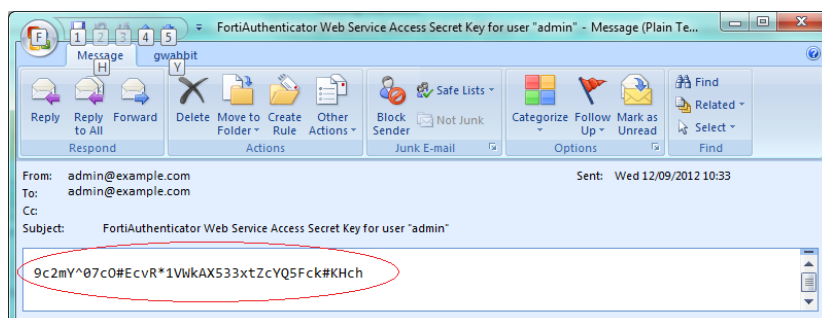 FortiAuthenticator Web Service Access Secret Key for user "admin" - Message (Plain Te...
F 1 2 3 4 5
Message gwabbit
H Y
Reply Reply to All Forward
Respond
Delete Move to Folder Create Rule Other Actions
Actions
Block Sender Safe Lists Not Junk
Junk E-mail
Categorize Follow Up Mark as Unread
Options
Find
Related
Select
Find
From: admin@example.com Sent: Wed 12/09/2012 10:33
To: admin@example.com
Cc:
Subject: FortiAuthenticator Web Service Access Secret Key for user "admin"
9c2mY^07cO#EcvR*1VWkAX533xtZcYQ5Fck#KHch